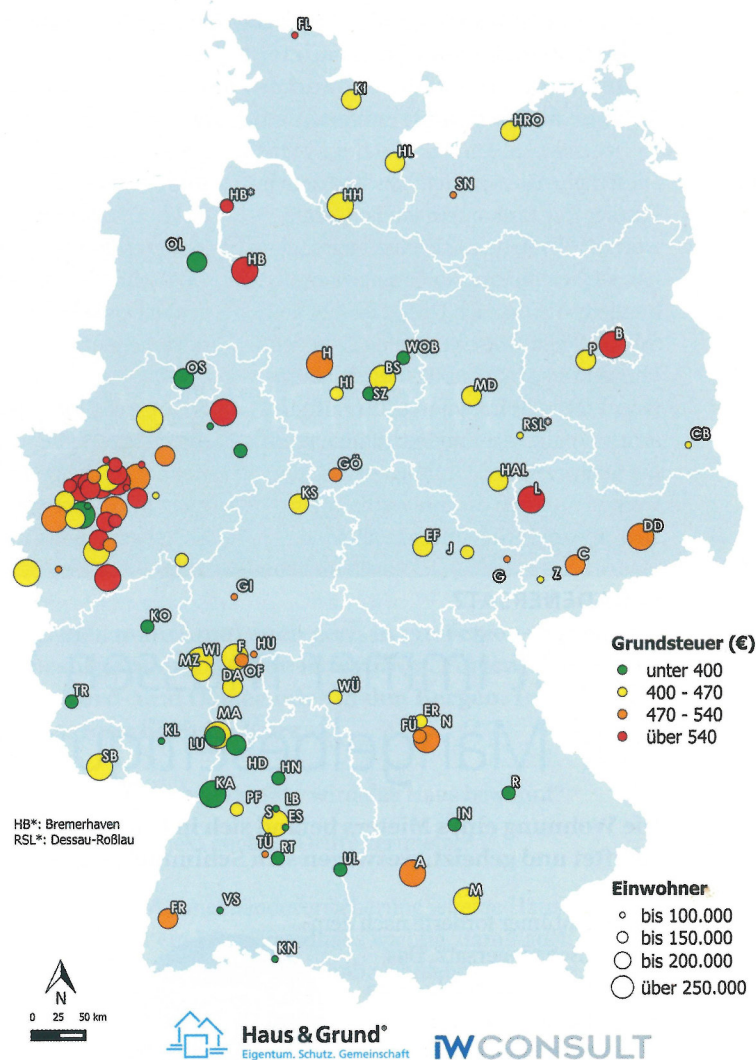 FL
KI
HRO
HL
HB*
HH
SN
OL
HB
B
P
H
WOB
BS
OS
HI
SZ
MD
RSL*
CB
GÖ
HAL
L
KS
DD
EF
J
G
Z
C
GI
KO
HU
WI
F
MZ
OF
DA
WÜ
TR
MA
ER
FÜ
N
KL
LU
SB
HD
HN
KA
R
PF
LB
S
ES
IN
TÜ
RT
UL
A
M
FR
VS
KN
Grundsteuer (€)
unter 400
400 - 470
470 - 540
über 540
HB*: Bremerhaven
RSL*: Dessau-Roßlau
Einwohner
bis 100.000
bis 150.000
bis 200.000
über 250.000
N
0 25 50 km
Haus & Grund®
Eigentum. Schutz. Gemeinschaft
iW CONSULT